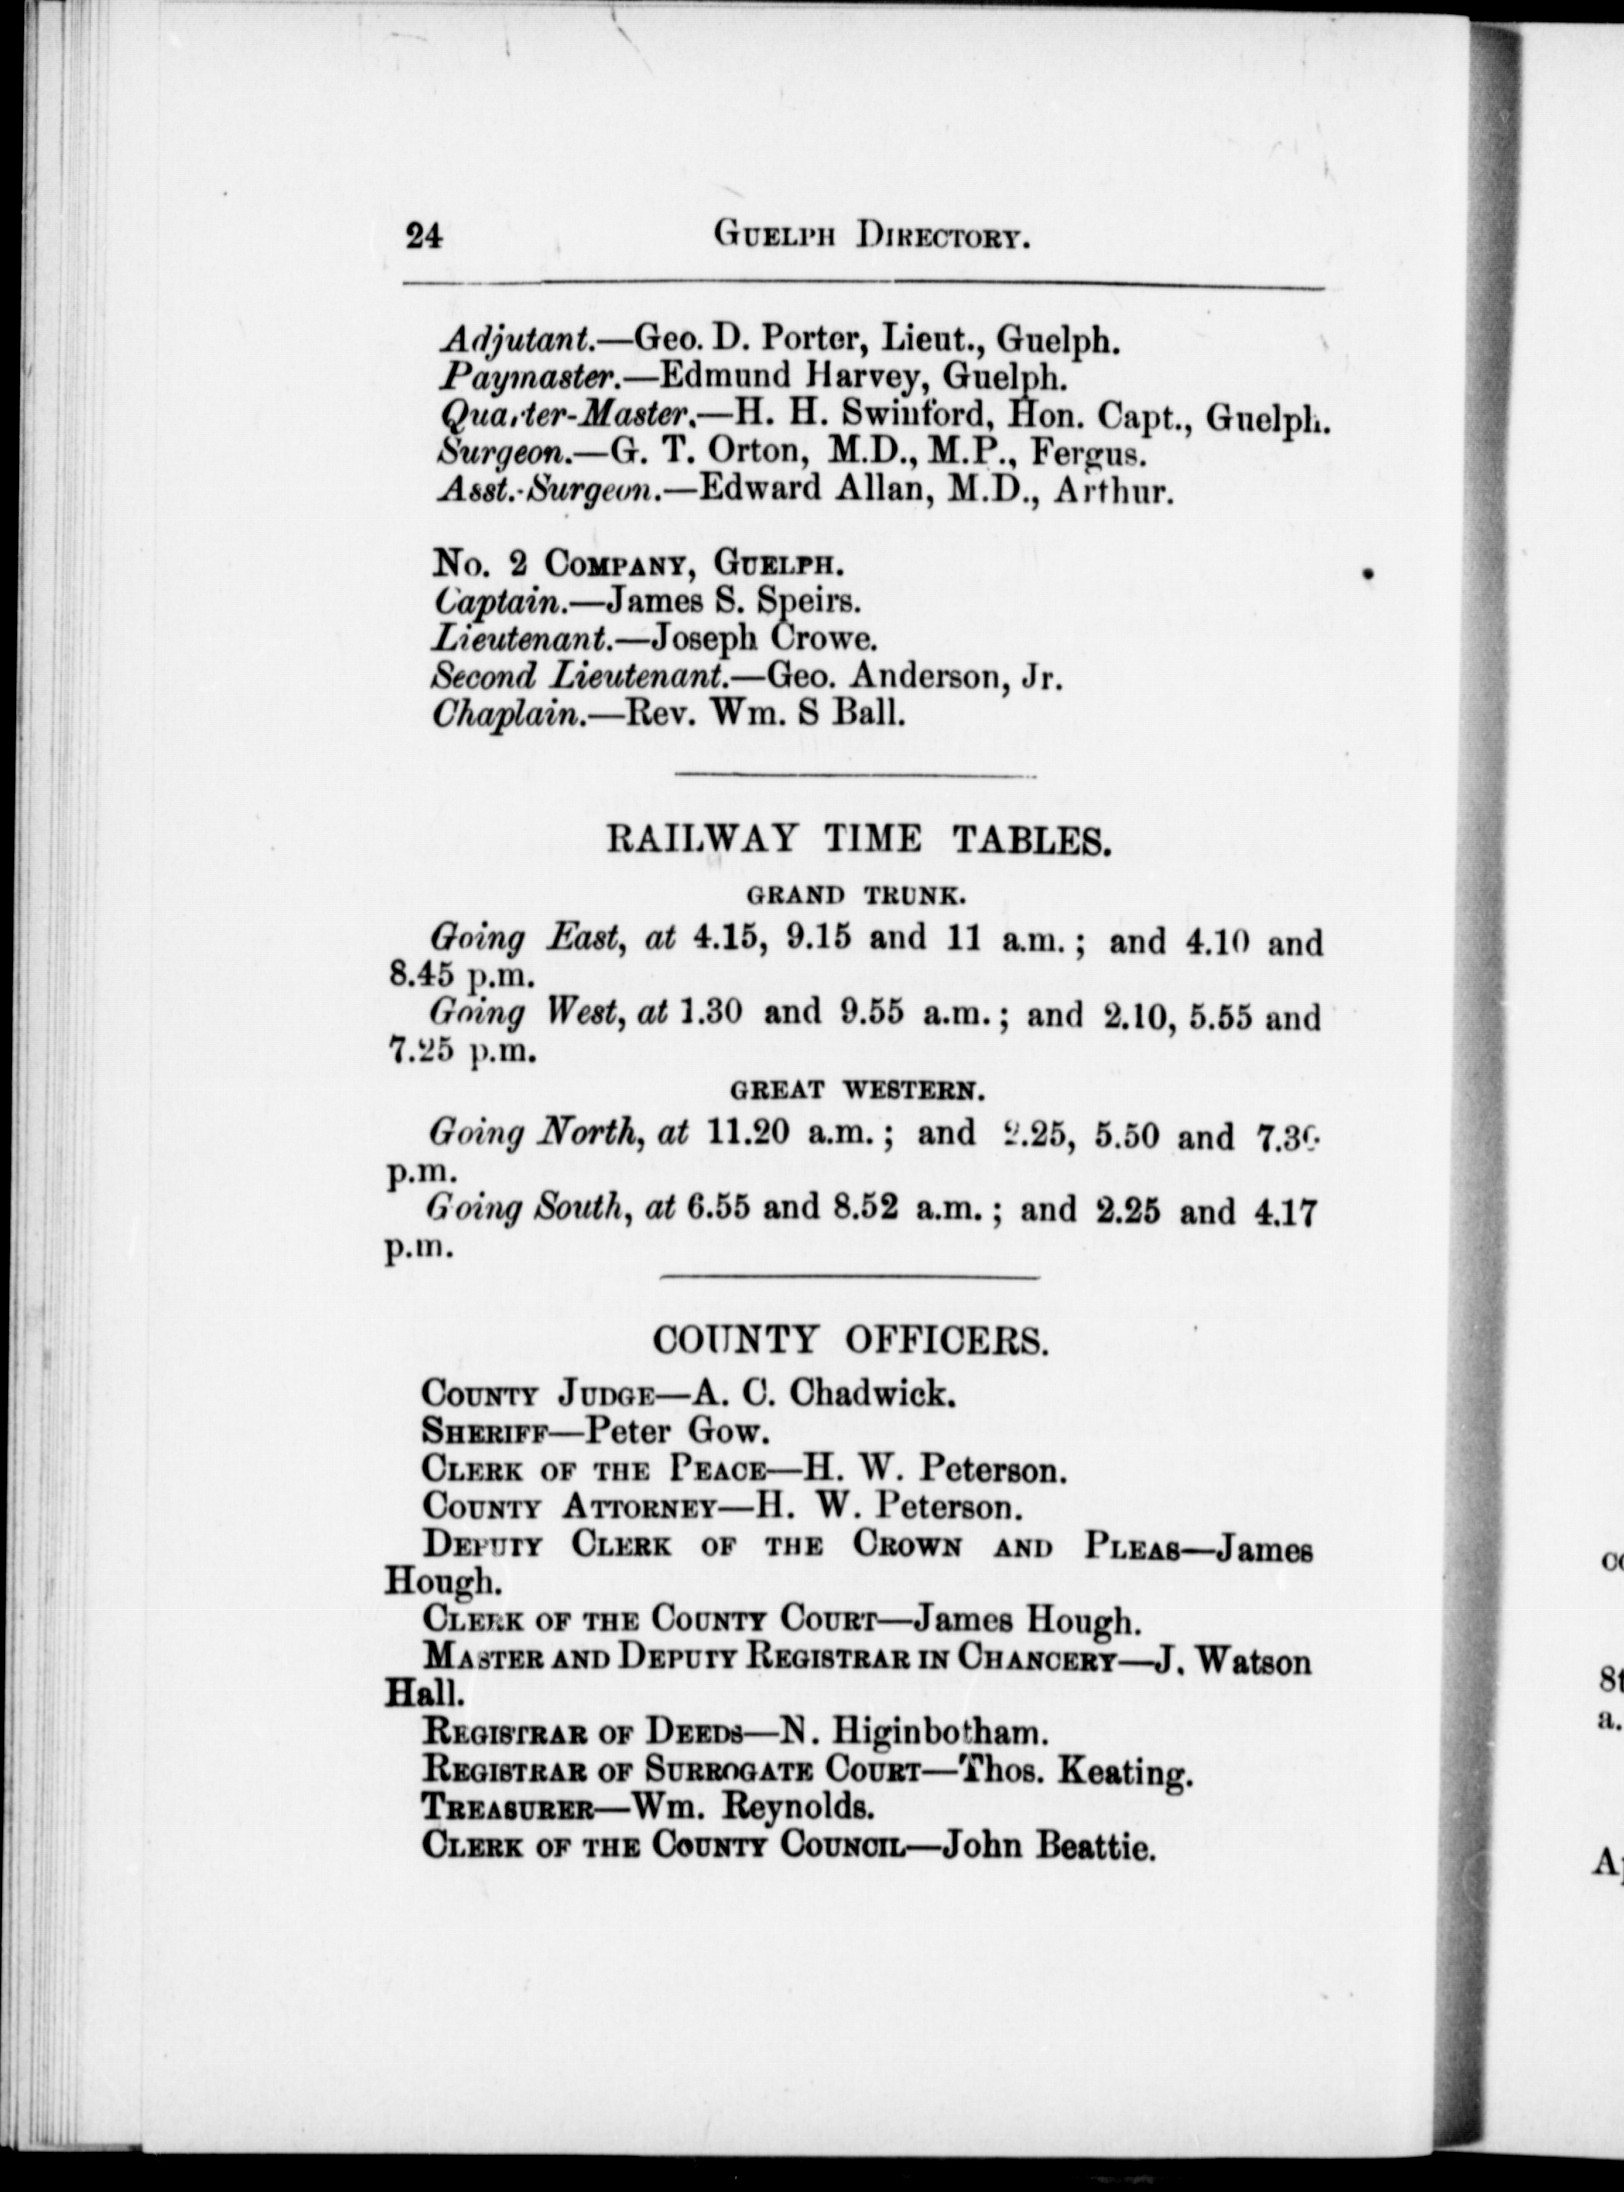 24 GUELPH DIRECTORY.
Adjutant.—Geo. D. Porter, Lieut., Guelph.
Paymaster.—Edmund Harvey, Guelph.
Quarter-Master.—H. H. Swinford, Hon. Capt., Guelph.
Surgeon.—G. T. Orton, M.D., M.P., Fergus.
Asst.-Surgeon.—Edward Allan, M.D., Arthur.
No. 2 COMPANY, GUELPH.
Captain.—James S. Speirs.
Lieutenant.—Joseph Crowe.
Second Lieutenant.—Geo. Anderson, Jr.
Chaplain.—Rev. Wm. S Ball.
RAILWAY TIME TABLES.
GRAND TRUNK.
Going East, at 4.15, 9.15 and 11 a.m.; and 4.10 and
8.45 p.m.
Going West, at 1.30 and 9.55 a.m.; and 2.10, 5.55 and
7.25 p.m.
GREAT WESTERN.
Going North, at 11.20 a.m.; and 2.25, 5.50 and
p.m.
Going South, at 6.55 and 8.52 a.m.; and 2.25 and 4.17
p.m.
COUNTY OFFICERS.
COUNTY JUDGE—A. C. Chadwick.
SHERIFF—Peter Gow.
CLERK OF THE PEACE—H. W. Peterson.
COUNTY ATTORNEY—H. W. Peterson.
DEPUTY CLERK OF THE CROWN AND PLEAS—James
Hough.
CLERK OF THE COUNTY COURT—James Hough.
MASTER AND DEPUTY REGISTRAR IN CHANCERY—J. Watson
Hall.
REGISTRAR OF DEEDS—N. Higinbotham.
REGISTRAR OF SURROGATE COURT—Thos. Keating.
TREASURER—Wm. Reynolds.
CLERK OF THE COUNTY COUNCIL—John Beattie.